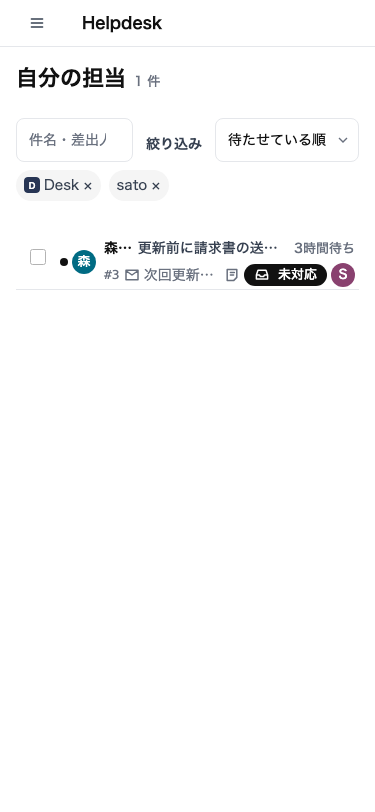 Helpdesk
自分の担当 1 件
件名・差出人 絞り込み 待たせている順
D Desk × sato ×
森 森… 更新前に請求書の送… 3時間待ち
#3 次回更新… 未対応 S